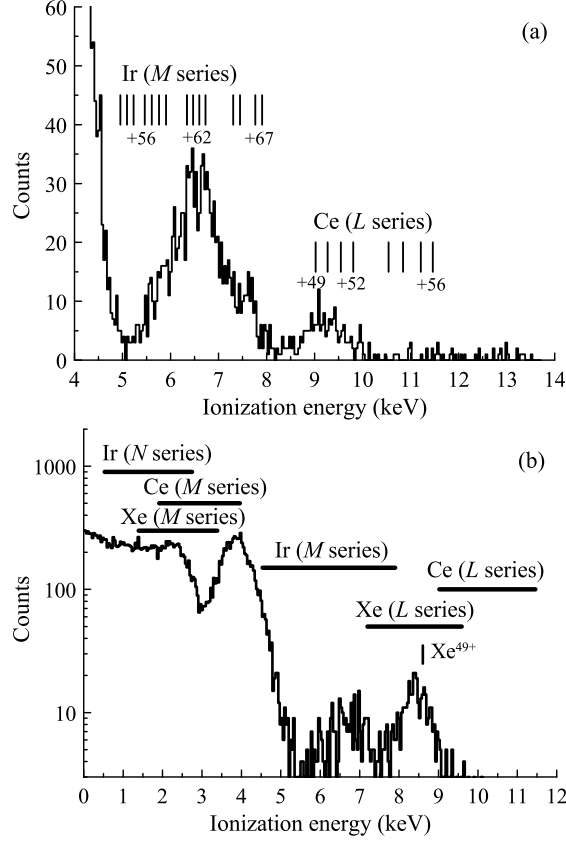 60
(a)
Ir (M series)
50
40
+56 +62 +67
Counts
30
Ce (L series)
20
+49 +52 +56
10
0
4 5 6 7 8 9 10 11 12 13 14
Ionization energy (keV)
(b)
Ir (N series)
1000
Ce (M series)
Xe (M series)
Ir (M series)
Ce (L series)
100
Counts
Xe (L series)
Xe⁴⁹⁺
10
0 1 2 3 4 5 6 7 8 9 10 11 12
Ionization energy (keV)